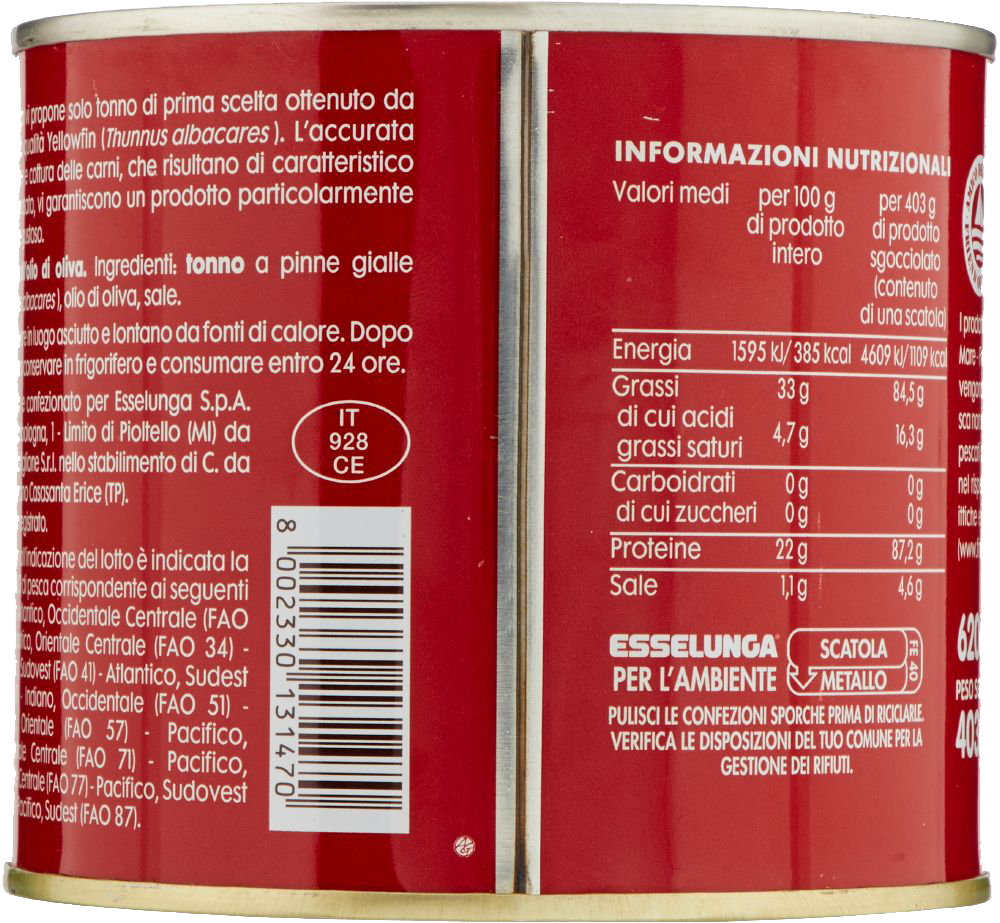 propone solo tonno di prima scelta ottenuto da
Yellowfin (Thunnus albacares). L'accurata
cottura delle carni, che risultano di caratteristico
vi garantiscono un prodotto particolarmente
olio di oliva. Ingredienti: tonno a pinne gialle
olio di oliva, sale.
in luogo asciutto e lontano da fonti di calore. Dopo
conservare in frigorifero e consumare entro 24 ore.
confezionato per Esselunga S.p.A.
1 - Limito di Pioltello (MI) da
S.r.l. nello stabilimento di C. da
Casasanta Erice (TP).
IT
928
CE
indicazione del lotto è indicata la
di pesca corrispondente ai seguenti
Occidentale Centrale (FAO
Orientale Centrale (FAO 34) -
Sudovest (FAO 41) - Atlantico, Sudest
- Indiano, Occidentale (FAO 51) -
Orientale (FAO 57) - Pacifico,
Centrale (FAO 71) - Pacifico,
(FAO 77) - Pacifico, Sudovest
Sudest (FAO 87).
8 002330 131470
INFORMAZIONI NUTRIZIONALI
Valori medi per 100 g di prodotto intero per 403 g di prodotto sgocciolato (contenuto di una scatola)
Energia 1595 kJ/385 kcal 4609 kJ/1109 kcal
Grassi 33 g 84,5 g
di cui acidi
grassi saturi 4,7 g 16,3 g
Carboidrati 0 g 0 g
di cui zuccheri 0 g 0 g
Proteine 22 g 87,2 g
Sale 1,1 g 4,6 g
ESSELUNGA
PER L'AMBIENTE
SCATOLA
METALLO
FE 40
PULISCI LE CONFEZIONI SPORCHE PRIMA DI RICICLARLE.
VERIFICA LE DISPOSIZIONI DEL TUO COMUNE PER LA
GESTIONE DEI RIFIUTI.
620
PESO
403